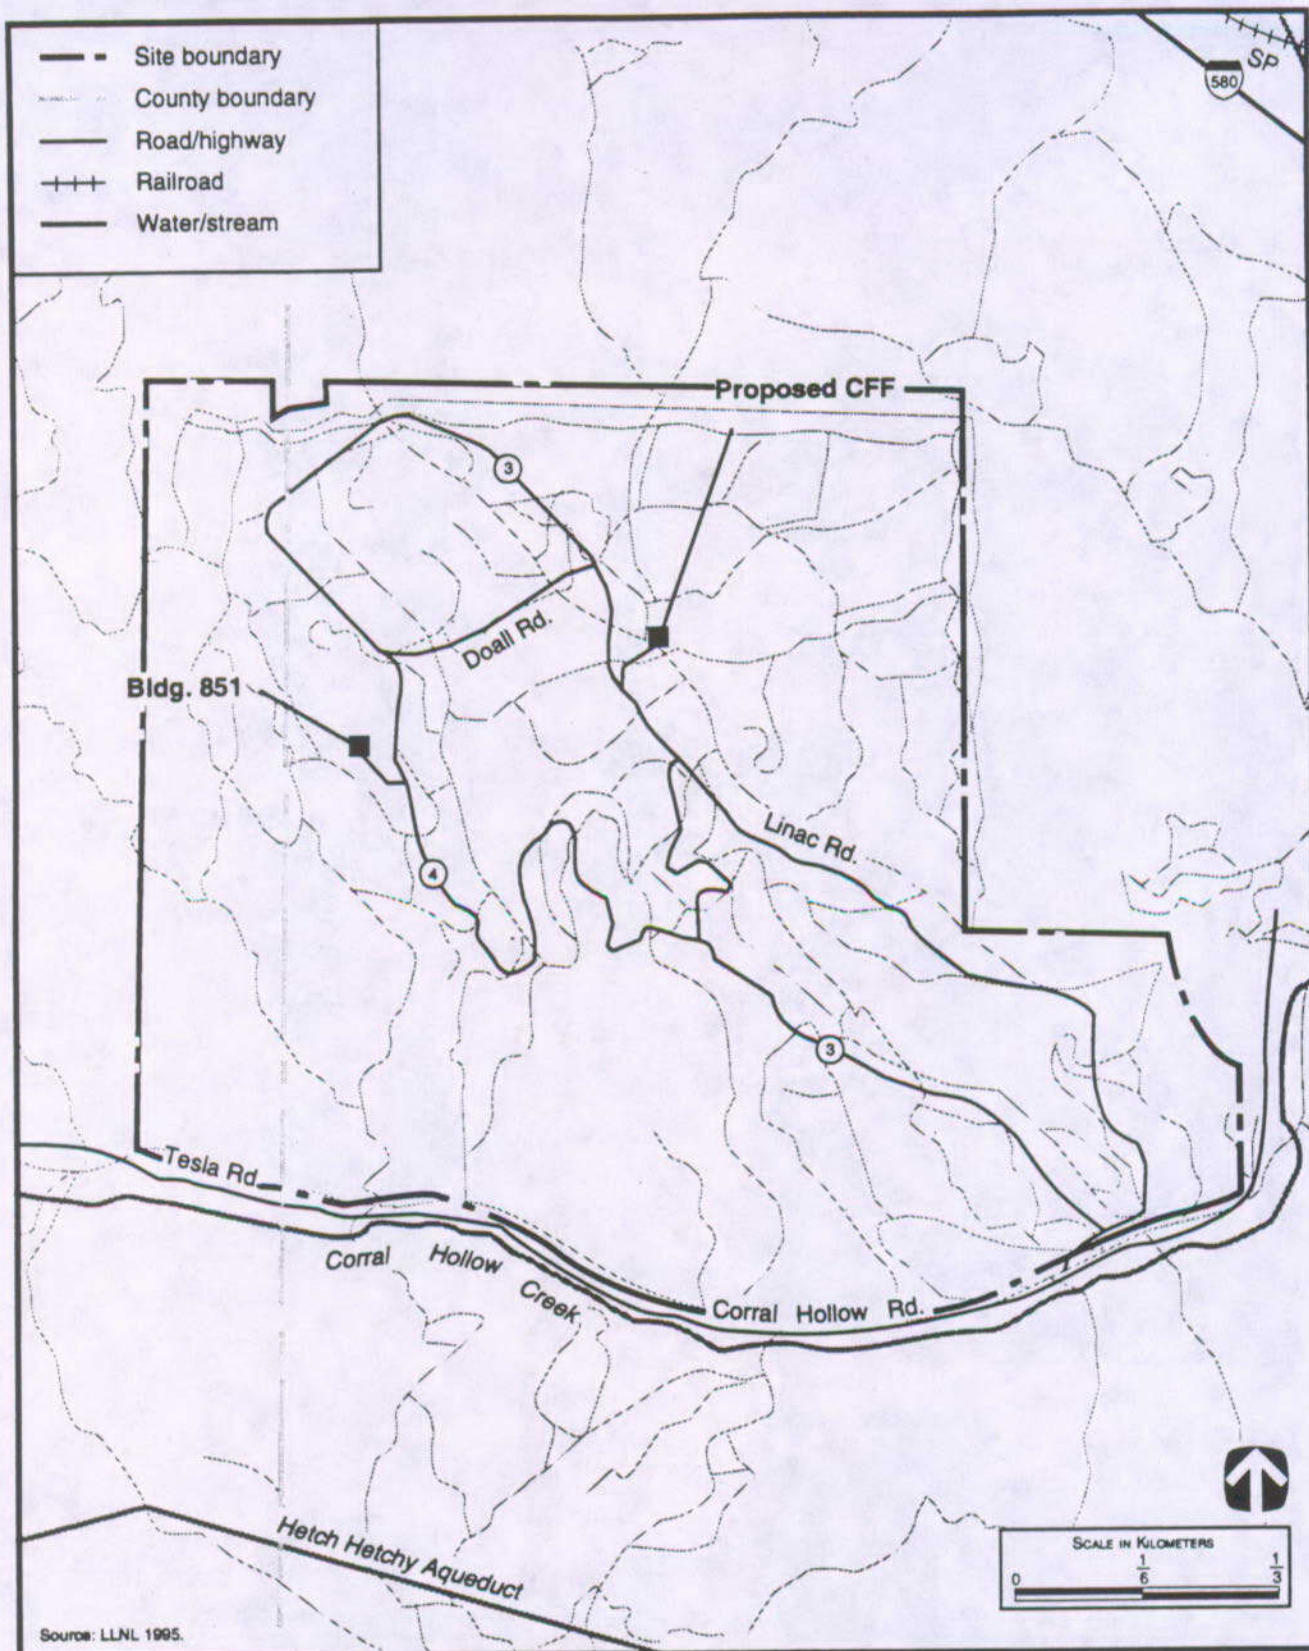 Site boundary
County boundary
Road/highway
Railroad
Water/stream
SP
580
Proposed CFF
3
Doall Rd.
Bldg. 851
Linac Rd.
4
3
Tesla Rd.
Corral Hollow Creek
Corral Hollow Rd.
Hetch Hetchy Aqueduct
SCALE IN KILOMETERS
0 1/6 1/3
Source: LLNL 1995.